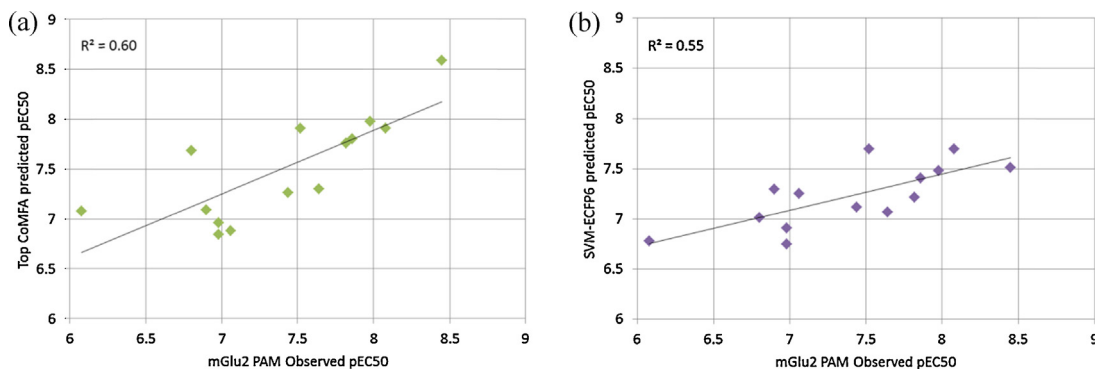 (a)
R² = 0.60
Top CoMFA predicted pEC50
9
8.5
8
7.5
7
6.5
6
6 6.5 7 7.5 8 8.5 9
mGlu2 PAM Observed pEC50
(b)
R² = 0.55
SVM-ECFP6 predicted pEC50
9
8.5
8
7.5
7
6.5
6
6 6.5 7 7.5 8 8.5 9
mGlu2 PAM Observed pEC50